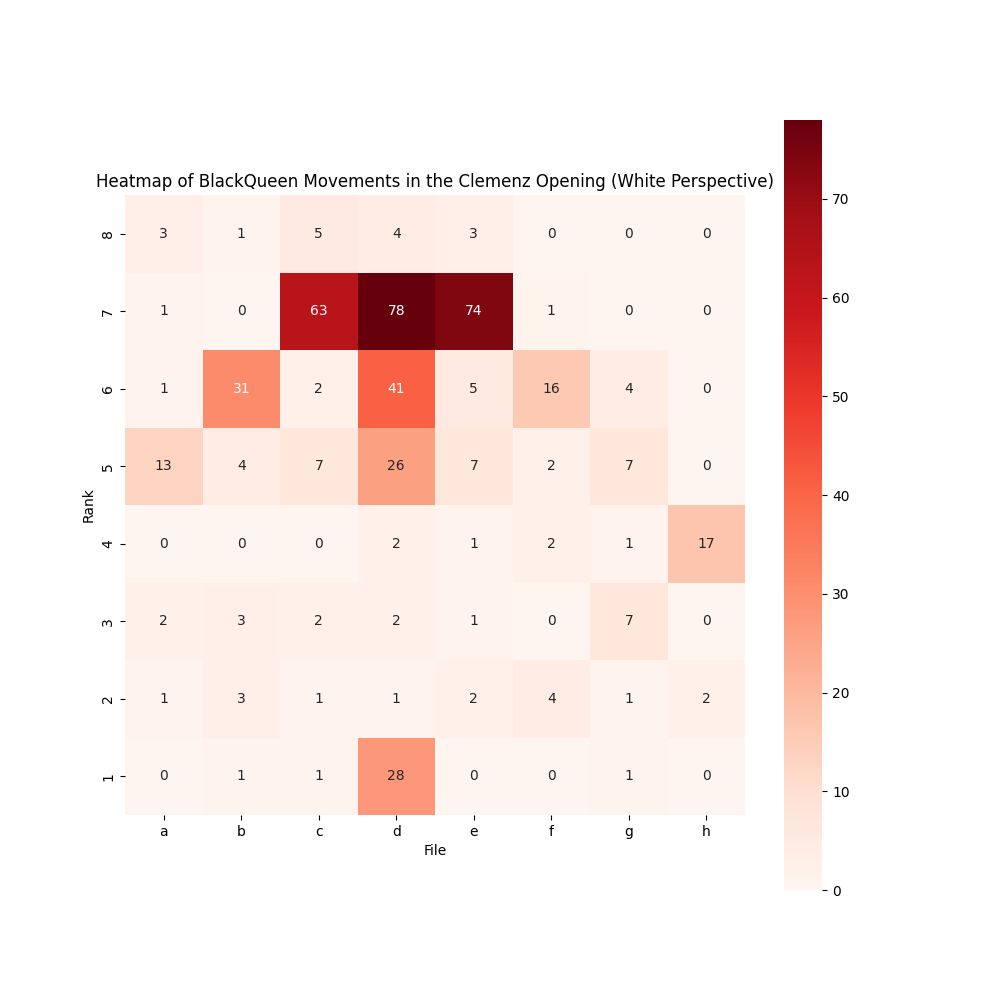 Heatmap of BlackQueen Movements in the Clemenz Opening (White Perspective)
8 3 1 5 4 3 0 0 0
7 1 0 63 78 74 1 0 0
6 1 31 2 41 5 16 4 0
5 13 4 7 26 7 2 7 0
4 0 0 0 2 1 2 1 17
3 2 3 2 2 1 0 7 0
2 1 3 1 1 2 4 1 2
1 0 1 1 28 0 0 1 0
a b c d e f g h
File
Rank
70
60
50
40
30
20
10
0